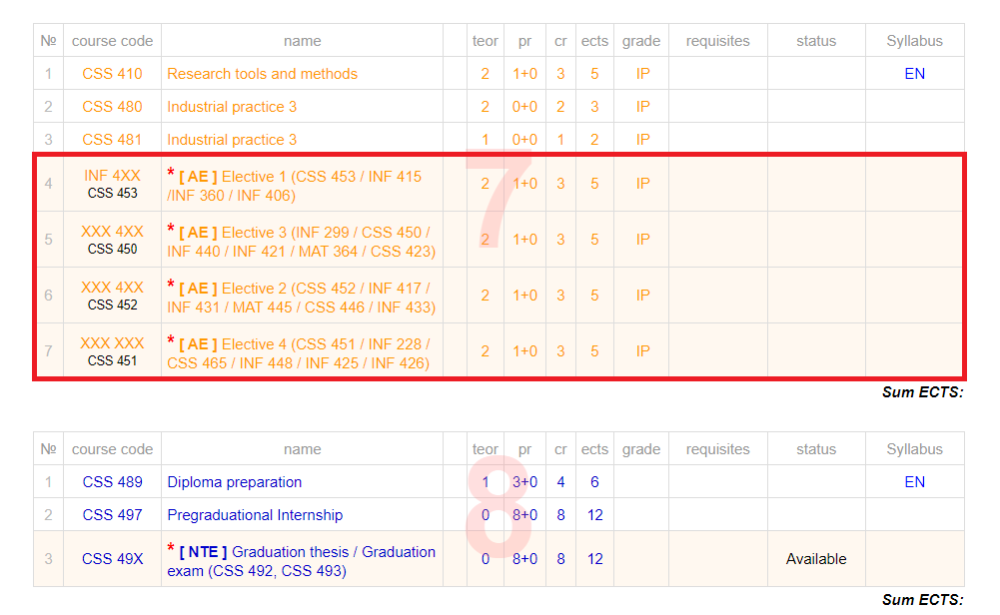 № course code name teor pr cr ects grade requisites status Syllabus
1 CSS 410 Research tools and methods 2 1+0 3 5 IP EN
2 CSS 480 Industrial practice 3 2 0+0 2 3 IP
3 CSS 481 Industrial practice 3 1 0+0 1 2 IP
7
4 INF 4XX * [ AE ] Elective 1 (CSS 453 / INF 415 2 1+0 3 5 IP
CSS 453 /INF 360 / INF 406)
5 XXX 4XX * [ AE ] Elective 3 (INF 299 / CSS 450 / 2 1+0 3 5 IP
CSS 450 INF 440 / INF 421 / MAT 364 / CSS 423)
6 XXX 4XX * [ AE ] Elective 2 (CSS 452 / INF 417 / 2 1+0 3 5 IP
CSS 452 INF 431 / MAT 445 / CSS 446 / INF 433)
7 XXX XXX * [ AE ] Elective 4 (CSS 451 / INF 228 / 2 1+0 3 5 IP
CSS 451 CSS 465 / INF 448 / INF 425 / INF 426)
Sum ECTS:
№ course code name teor pr cr ects grade requisites status Syllabus
1 CSS 489 Diploma preparation 1 3+0 4 6 EN
8
2 CSS 497 Pregraduational Internship 0 8+0 8 12
3 CSS 49X * [ NTE ] Graduation thesis / Graduation 0 8+0 8 12 Available
exam (CSS 492, CSS 493)
Sum ECTS: